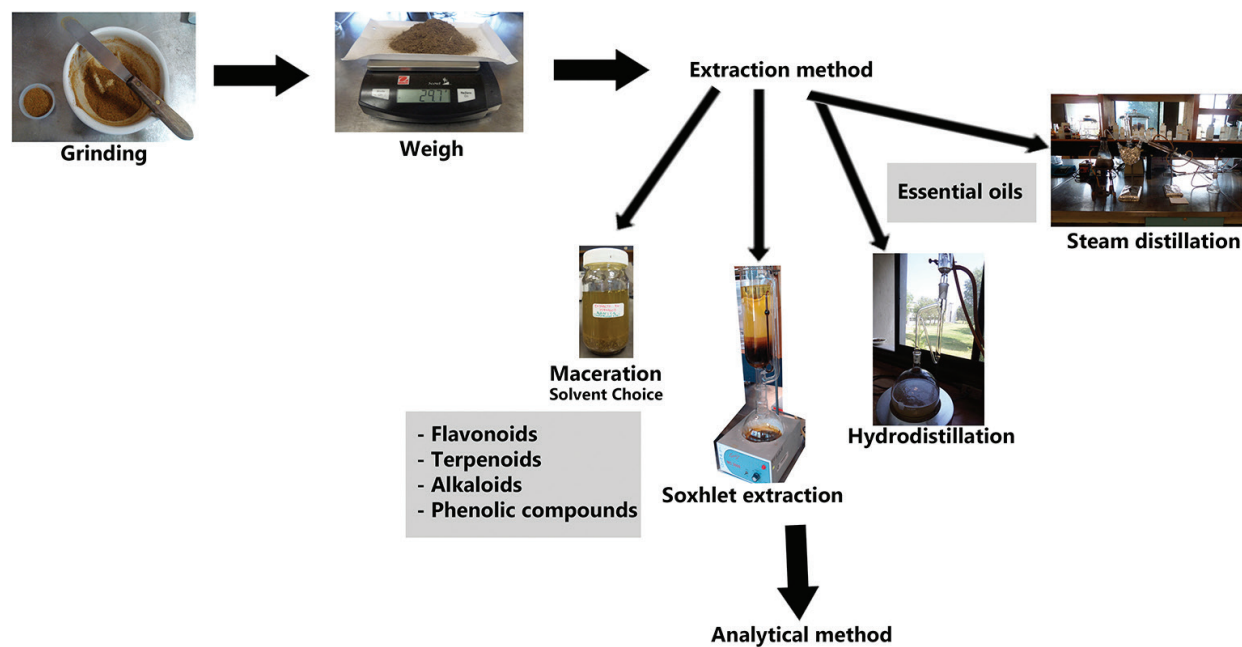 Grinding
Weigh
Extraction method
Essential oils
Steam distillation
Maceration
Solvent Choice
- Flavonoids
- Terpenoids
- Alkaloids
- Phenolic compounds
Soxhlet extraction
Hydrodistillation
Analytical method